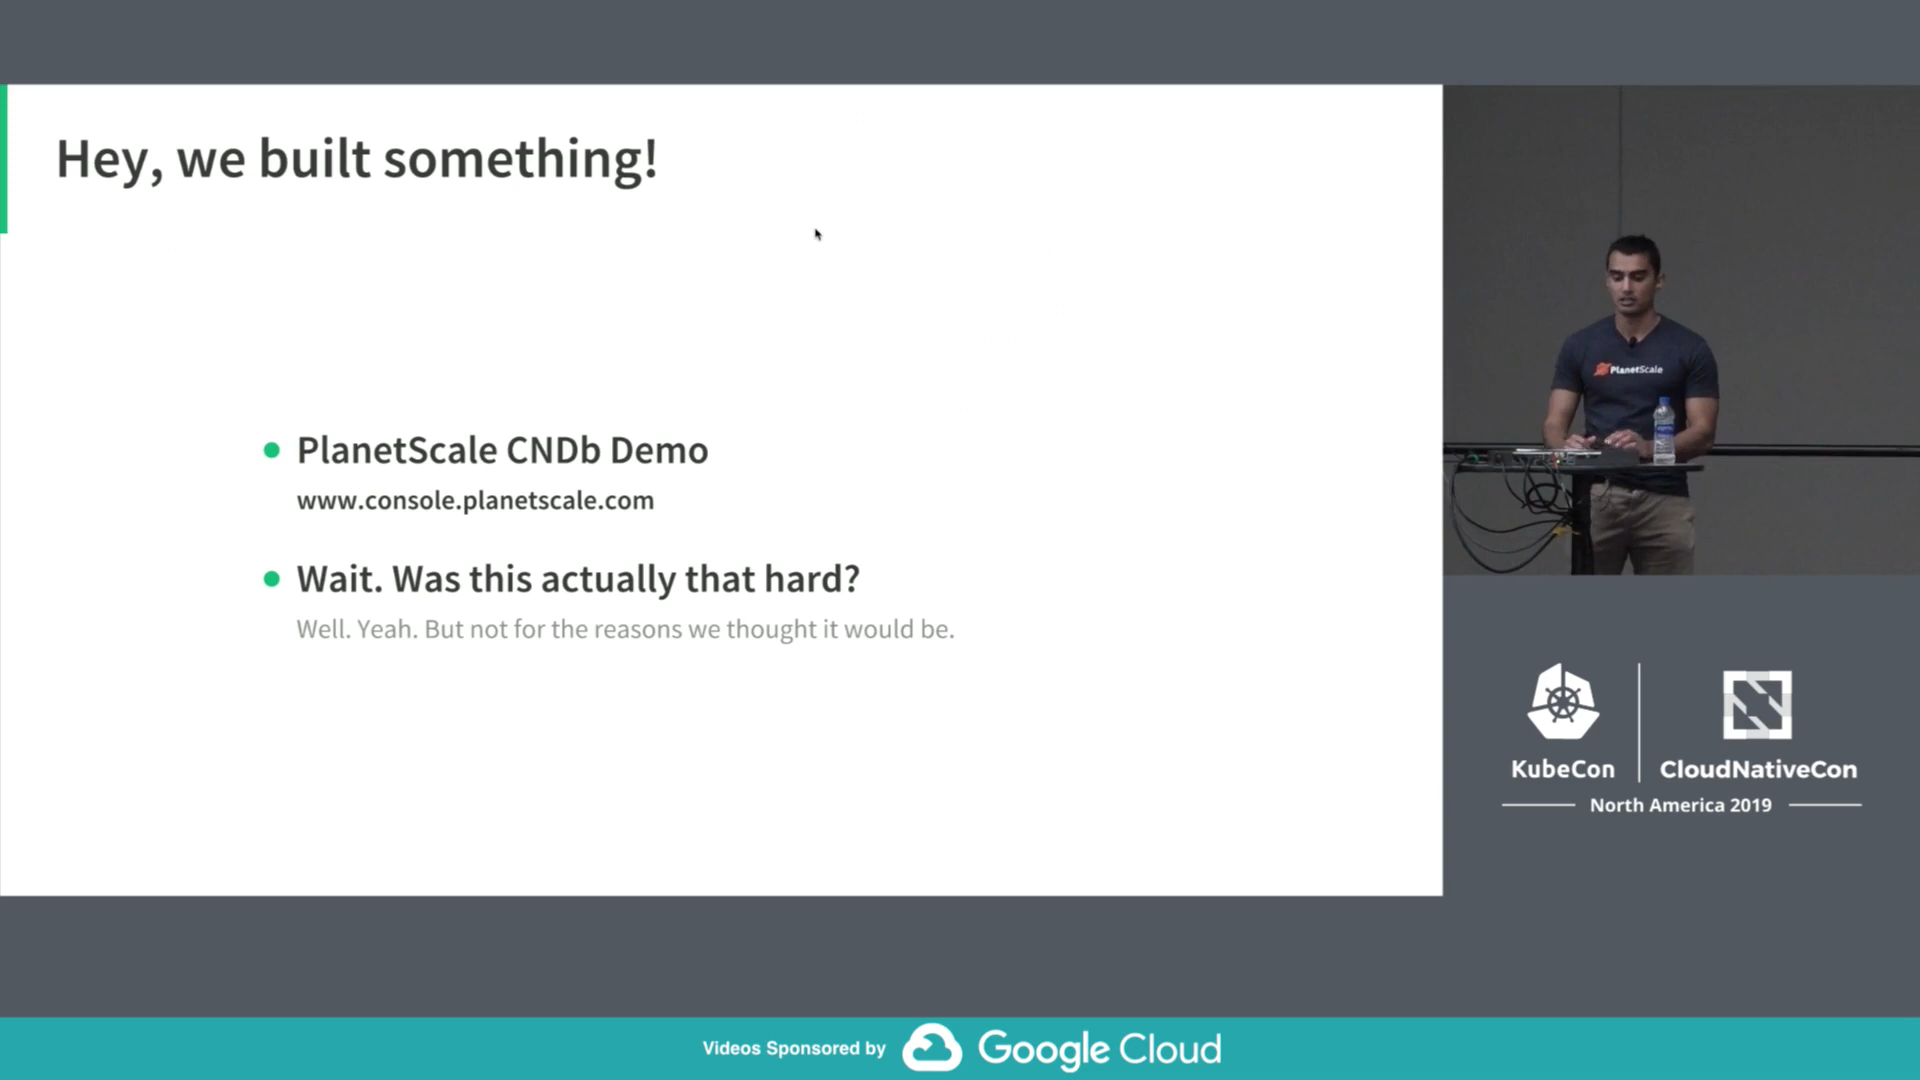 Hey, we built something!
PlanetScale CNDb Demo
www.console.planetscale.com
Wait. Was this actually that hard?
Well. Yeah. But not for the reasons we thought it would be.
PlanetScale
KubeCon
CloudNativeCon
North America 2019
Videos Sponsored by Google Cloud